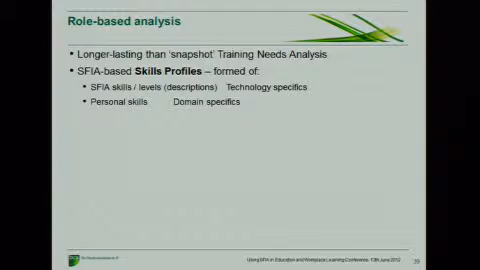 Role-based analysis
• Longer-lasting than ‘snapshot’ Training Needs Analysis
• SFIA-based Skills Profiles – formed of:
• SFIA skills / levels (descriptions) Technology specifics
• Personal skills Domain specifics
Using SFIA in Education and Workplace Learning Conference, 13th June 2012
39